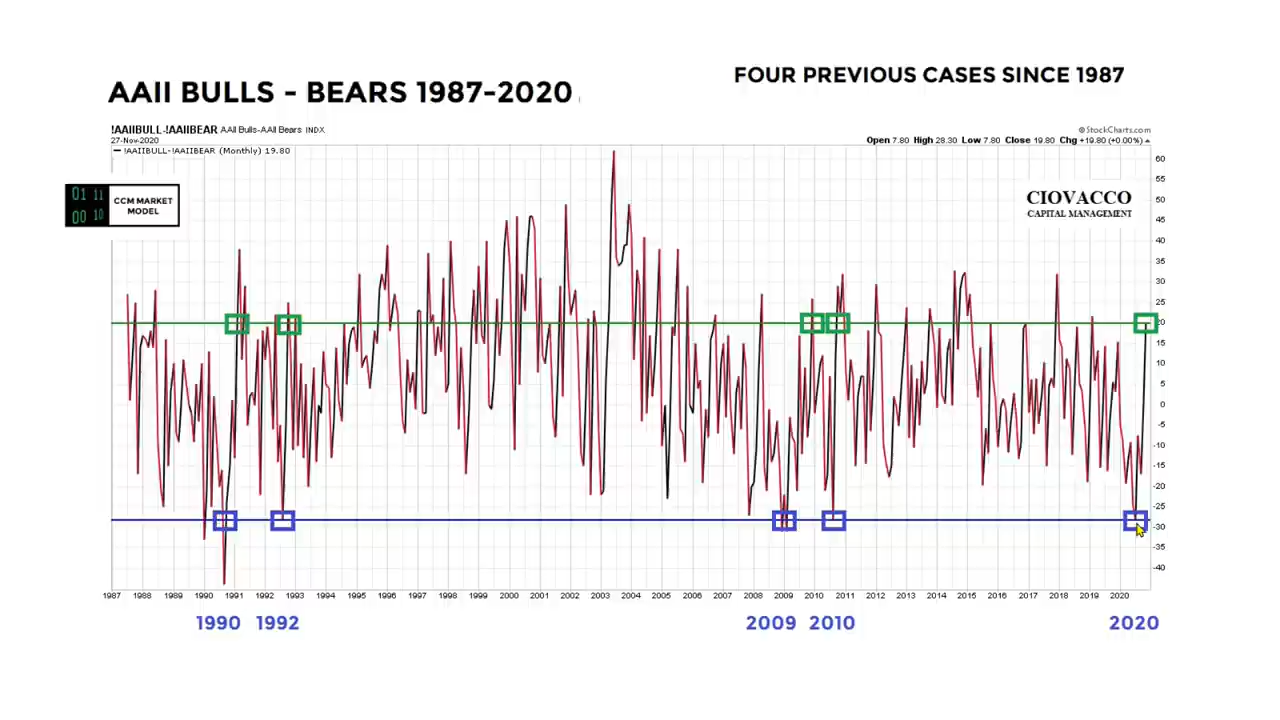 FOUR PREVIOUS CASES SINCE 1987
AAII BULLS - BEARS 1987-2020
!AAIIBULL-!AAIIBEAR AAII Bulls-AAII Bears INDX
© StockCharts.com
27-Nov-2020
Open 7.80 High 28.30 Low 7.80 Close 19.80 Chg +19.80 (+0.00%)
!AAIIBULL-!AAIIBEAR (Monthly) 19.80
01 11
00 10
CCM MARKET
MODEL
CIOVACCO
CAPITAL MANAGEMENT
60
55
50
45
40
35
30
25
20
15
10
5
0
-5
-10
-15
-20
-25
-30
-35
-40
1987 1988 1989 1990 1991 1992 1993 1994 1995 1996 1997 1998 1999 2000 2001 2002 2003 2004 2005 2006 2007 2008 2009 2010 2011 2012 2013 2014 2015 2016 2017 2018 2019 2020
1990 1992 2009 2010 2020